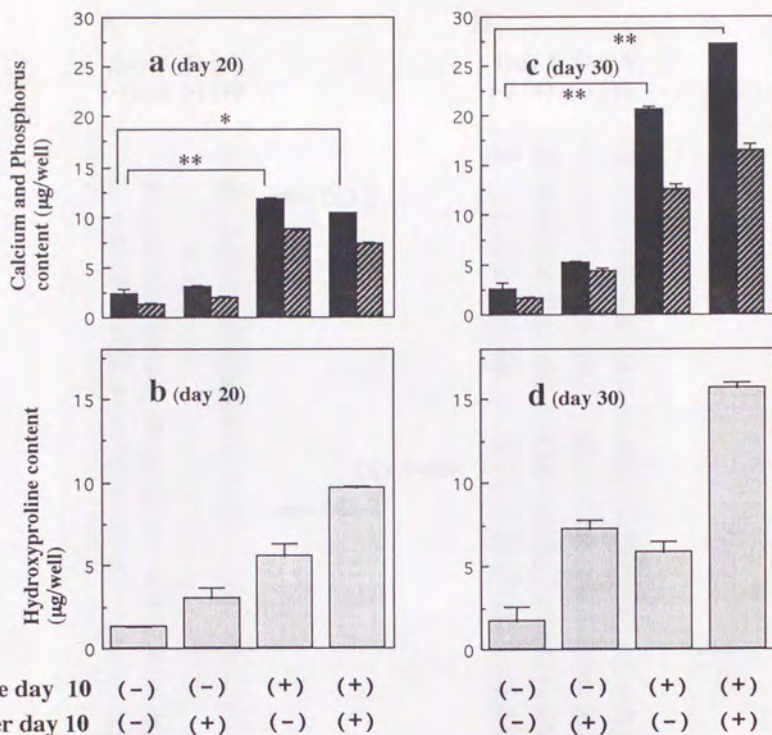 Calcium and Phosphorus
content (µg/well)
30
25
20
15
10
5
0
a (day 20)
*
**
30
25
20
15
10
5
0
c (day 30)
**
**
Hydroxyproline content
(µg/well)
15
10
5
0
b (day 20)
15
10
5
0
d (day 30)
e day 10 (-) (-) (+) (+) (-) (-) (+) (+)
er day 10 (-) (+) (-) (+) (-) (+) (-) (+)